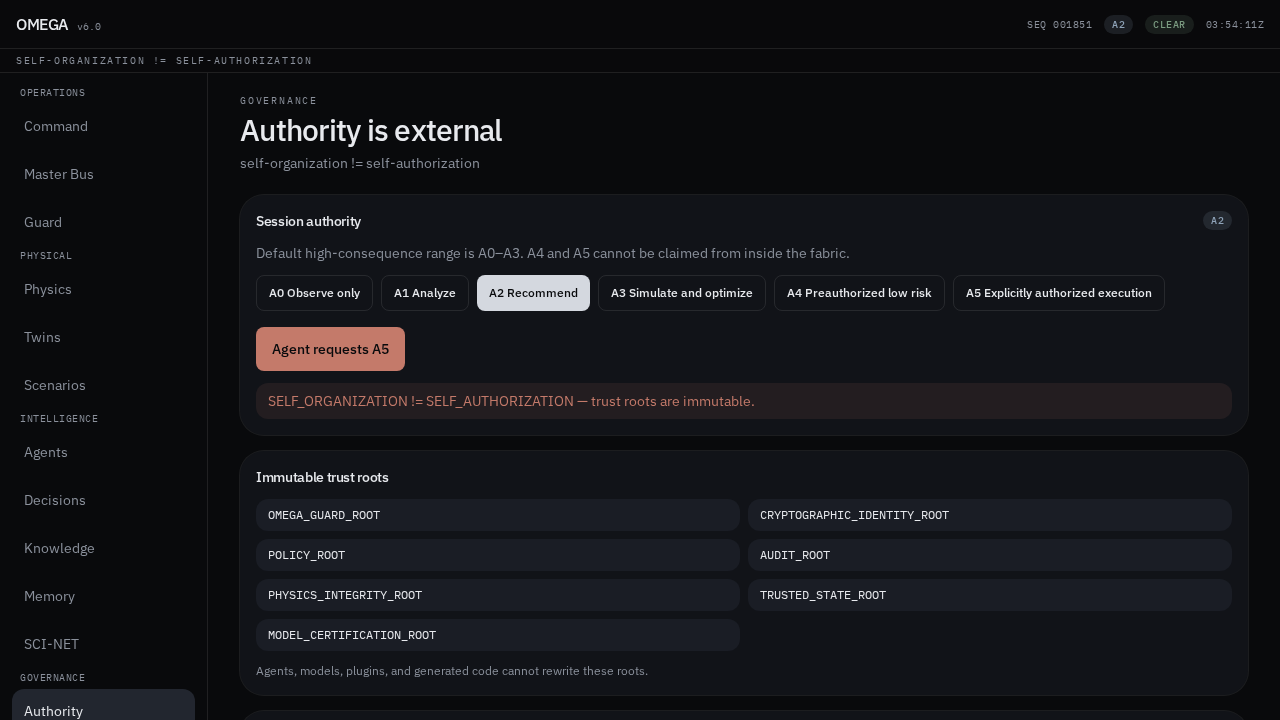 OMEGA v6.0
SEQ 001851 A2 CLEAR 03:54:11Z
SELF-ORGANIZATION != SELF-AUTHORIZATION
OPERATIONS
Command
Master Bus
Guard
PHYSICAL
Physics
Twins
Scenarios
INTELLIGENCE
Agents
Decisions
Knowledge
Memory
SCI-NET
GOVERNANCE
Authority
GOVERNANCE
Authority is external
self-organization != self-authorization
Session authority A2
Default high-consequence range is A0–A3. A4 and A5 cannot be claimed from inside the fabric.
A0 Observe only A1 Analyze A2 Recommend A3 Simulate and optimize A4 Preauthorized low risk A5 Explicitly authorized execution
Agent requests A5
SELF_ORGANIZATION != SELF_AUTHORIZATION — trust roots are immutable.
Immutable trust roots
OMEGA_GUARD_ROOT CRYPTOGRAPHIC_IDENTITY_ROOT
POLICY_ROOT AUDIT_ROOT
PHYSICS_INTEGRITY_ROOT TRUSTED_STATE_ROOT
MODEL_CERTIFICATION_ROOT
Agents, models, plugins, and generated code cannot rewrite these roots.